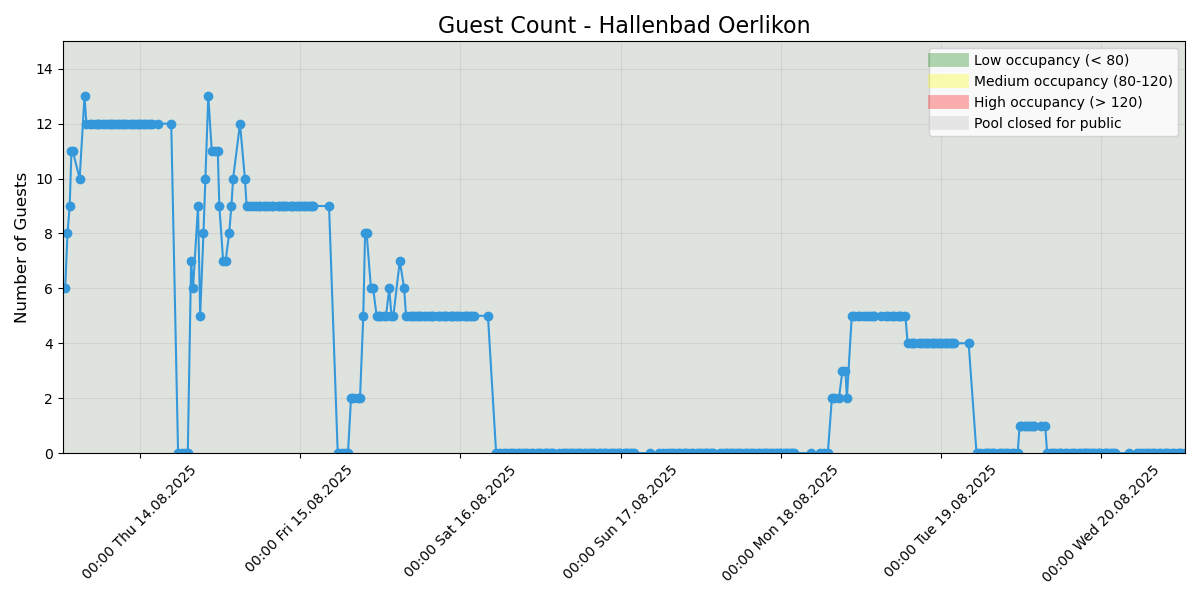 Guest Count - Hallenbad Oerlikon
Low occupancy (< 80)
Medium occupancy (80-120)
High occupancy (> 120)
Pool closed for public
Number of Guests
14
12
10
8
6
4
2
0
00:00 Thu 14.08.2025
00:00 Fri 15.08.2025
00:00 Sat 16.08.2025
00:00 Sun 17.08.2025
00:00 Mon 18.08.2025
00:00 Tue 19.08.2025
00:00 Wed 20.08.2025